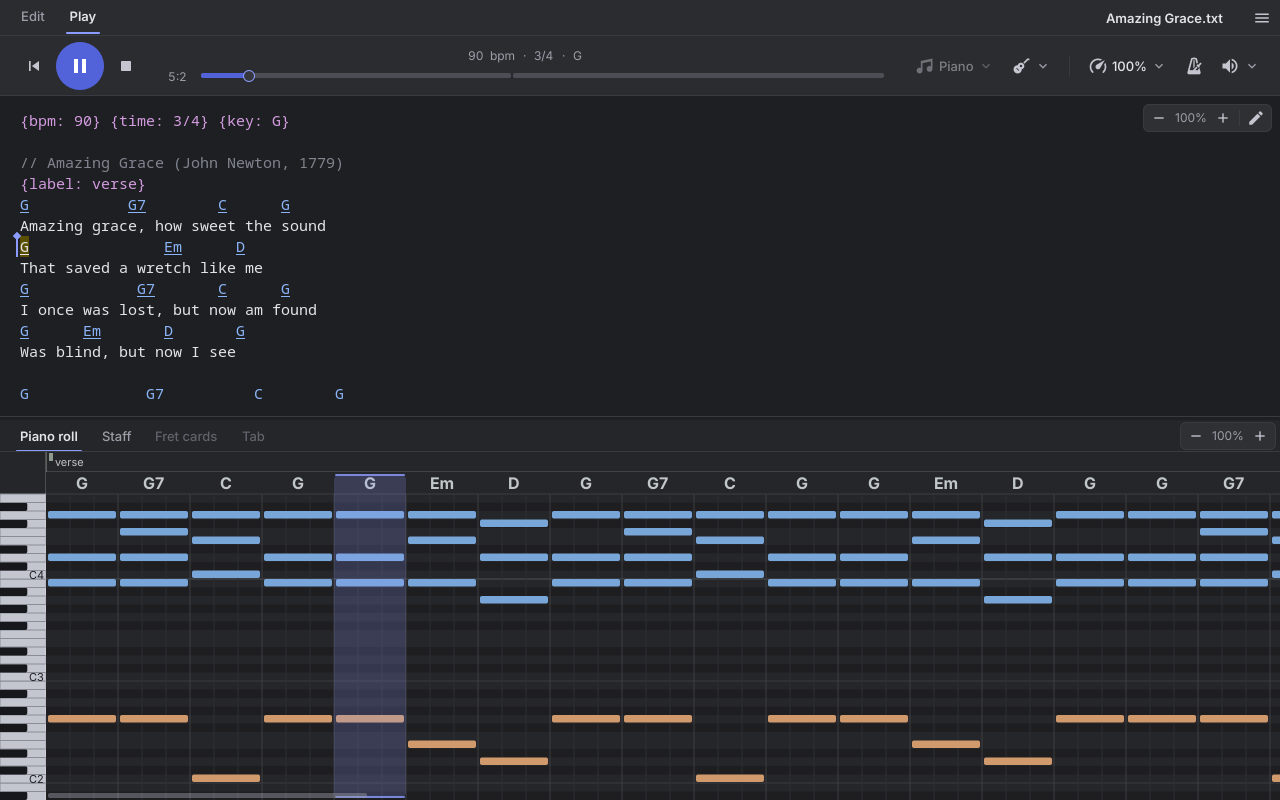 Edit Play Amazing Grace.txt
90 bpm · 3/4 · G
5:2 Piano 100%
{bpm: 90} {time: 3/4} {key: G}
100%
// Amazing Grace (John Newton, 1779)
{label: verse}
G G7 C G
Amazing grace, how sweet the sound
G Em D
That saved a wretch like me
G G7 C G
I once was lost, but now am found
G Em D G
Was blind, but now I see
G G7 C G
Piano roll Staff Fret cards Tab 100%
verse
G G7 C G G Em D G G7 C G G Em D G G G7
C4
C3
C2